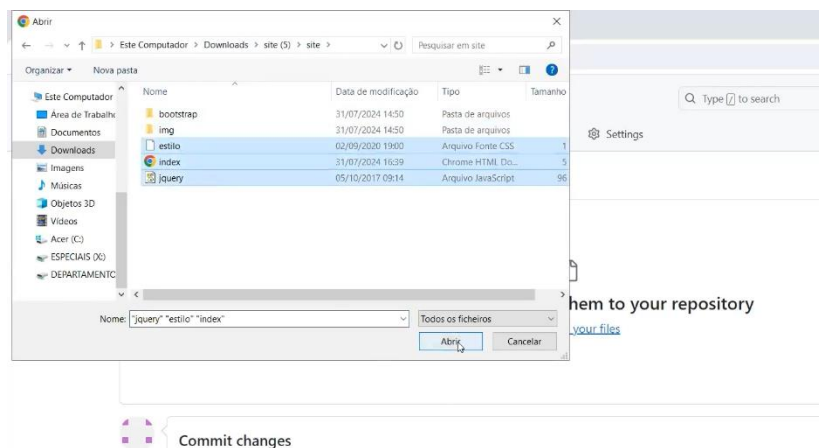 Abrir
Este Computador > Downloads > site (5) > site >
Pesquisar em site
Organizar
Nova pasta
Nome Data de modificação Tipo Tamanho
bootstrap 31/07/2024 14:50 Pasta de arquivos
img 31/07/2024 14:50 Pasta de arquivos
estilo 02/09/2020 19:00 Arquivo Fonte CSS 1
index 31/07/2024 16:39 Chrome HTML Do... 5
jquery 05/10/2017 09:14 Arquivo JavaScript 96
Este Computador
Área de Trabalho
Documentos
Downloads
Imagens
Músicas
Objetos 3D
Vídeos
Acer (C:)
ESPECIAIS (X:)
DEPARTAMENTC
Nome: "jquery" "estilo" "index"
Todos os ficheiros
Abrir
Cancelar
Type / to search
Settings
hem to your repository
your files
Commit changes